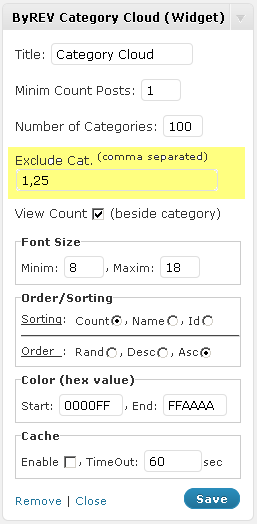 ByREV Category Cloud (Widget)
Title: Category Cloud
Minim Count Posts: 1
Number of Categories: 100
Exclude Cat. (comma separated)
1,25
View Count (beside category)
Font Size
Minim: 8, Maxim: 18
Order/Sorting
Sorting: Count, Name, Id
Order : Rand, Desc, Asc
Color (hex value)
Start: 0000FF, End: FFAAAA
Cache
Enable , TimeOut: 60 sec
Remove | Close Save